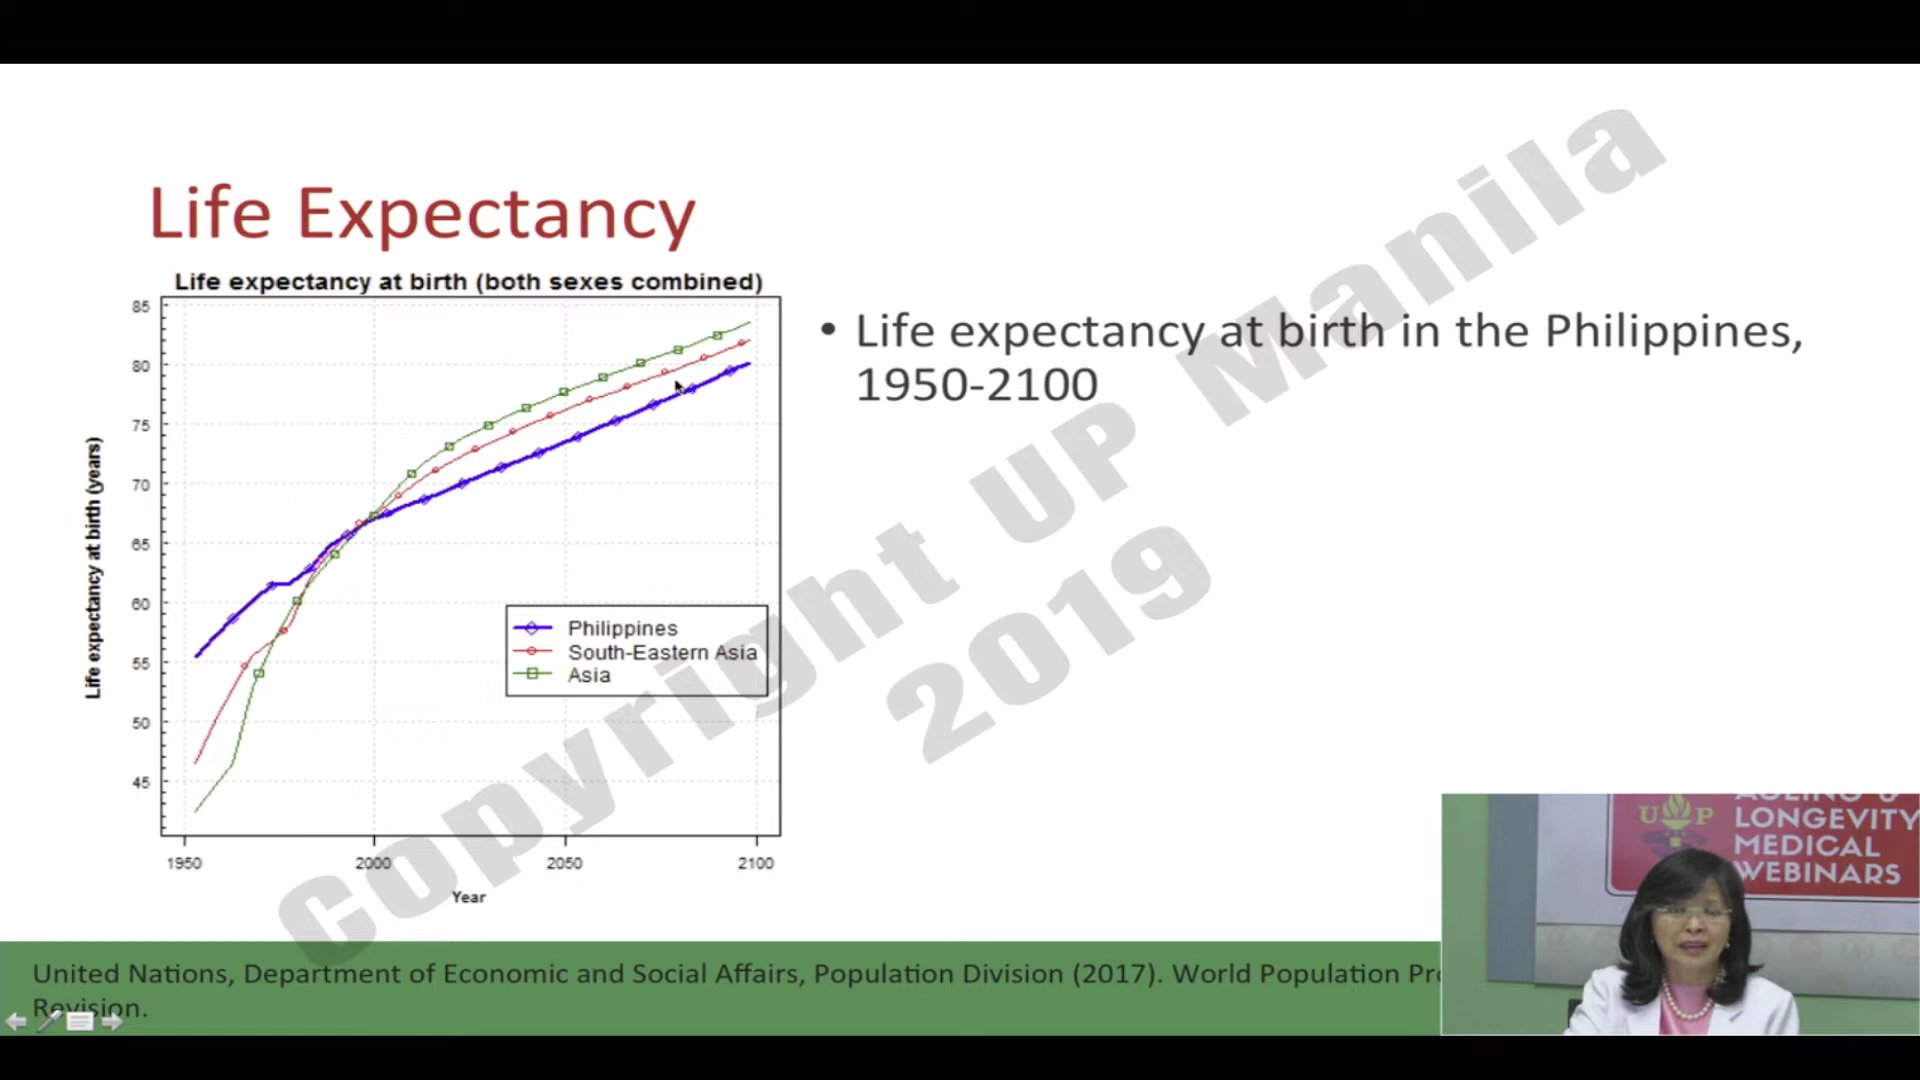 Life Expectancy
Life expectancy at birth (both sexes combined)
85
80
75
70
65
60
55
50
45
Life expectancy at birth (years)
1950
2000
2050
2100
Year
Philippines
South-Eastern Asia
Asia
• Life expectancy at birth in the Philippines,
1950-2100
Copyright UP Manila
2019
United Nations, Department of Economic and Social Affairs, Population Division (2017). World Population
Revision.
U P
LONGEVITY
MEDICAL
WEBINARS